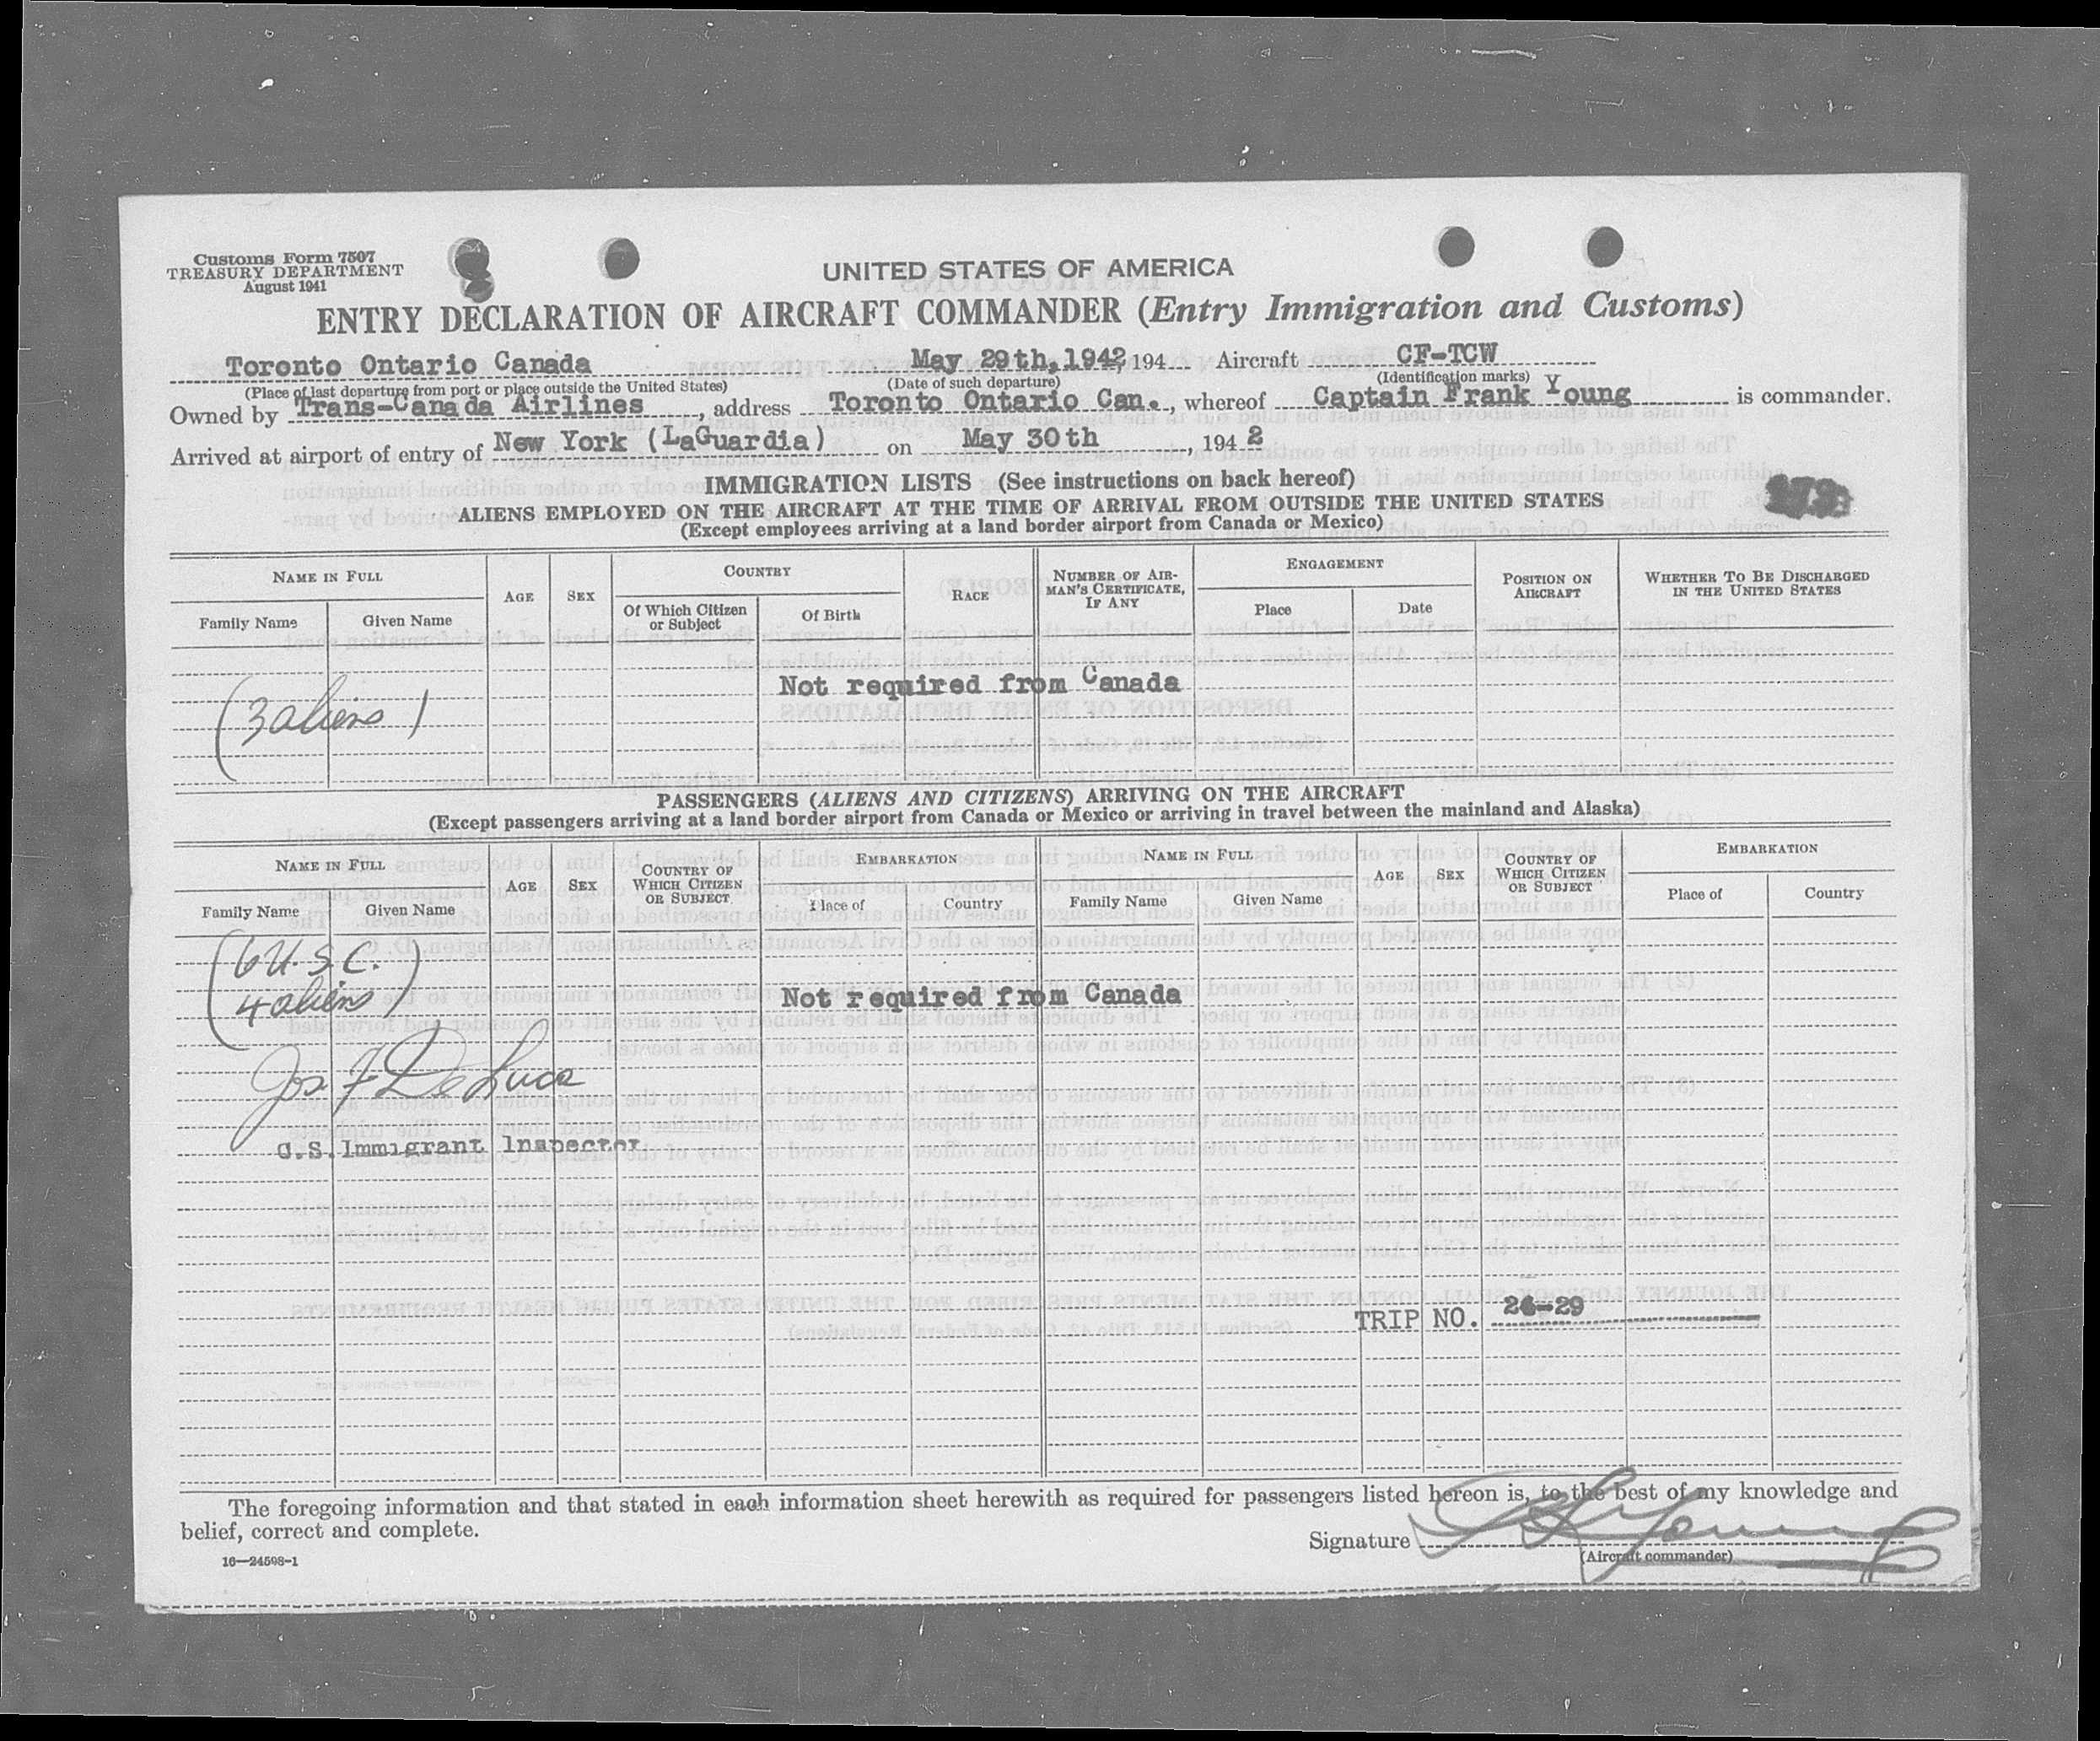 Customs Form 7507
TREASURY DEPARTMENT
August 1941
UNITED STATES OF AMERICA
ENTRY DECLARATION OF AIRCRAFT COMMANDER (Entry Immigration and Customs)
Toronto Ontario Canada May 29th, 1942, 194 Aircraft CF-TCW
(Place of last departure from port or place outside the United States) (Date of such departure) (Identification marks)
Owned by Trans-Canada Airlines, address Toronto Ontario Can., whereof Captain Frank Young is commander.
Arrived at airport of entry of New York (LaGuardia) on May 30th, 1942
IMMIGRATION LISTS (See instructions on back hereof)
ALIENS EMPLOYED ON THE AIRCRAFT AT THE TIME OF ARRIVAL FROM OUTSIDE THE UNITED STATES
(Except employees arriving at a land border airport from Canada or Mexico)
NAME IN FULL AGE SEX COUNTRY RACE NUMBER OF AIRMAN'S CERTIFICATE, IF ANY ENGAGEMENT POSITION ON AIRCRAFT WHETHER TO BE DISCHARGED IN THE UNITED STATES
Family Name Given Name Of Which Citizen or Subject Of Birth Place Date
Not required from Canada
(3 aliens)
PASSENGERS (ALIENS AND CITIZENS) ARRIVING ON THE AIRCRAFT
(Except passengers arriving at a land border airport from Canada or Mexico or arriving in travel between the mainland and Alaska)
NAME IN FULL AGE SEX COUNTRY OF WHICH CITIZEN OR SUBJECT EMBARKATION NAME IN FULL AGE SEX COUNTRY OF WHICH CITIZEN OR SUBJECT EMBARKATION
Family Name Given Name Place of Country Family Name Given Name Place of Country
(6 U.S.C.)
4 aliens
Not required from Canada
Jos F De Luca
U.S. Immigrant Inspector
TRIP NO. -29
The foregoing information and that stated in each information sheet herewith as required for passengers listed hereon is, to the best of my knowledge and
belief, correct and complete.
Signature Young
(Aircraft commander)
16—24598-1